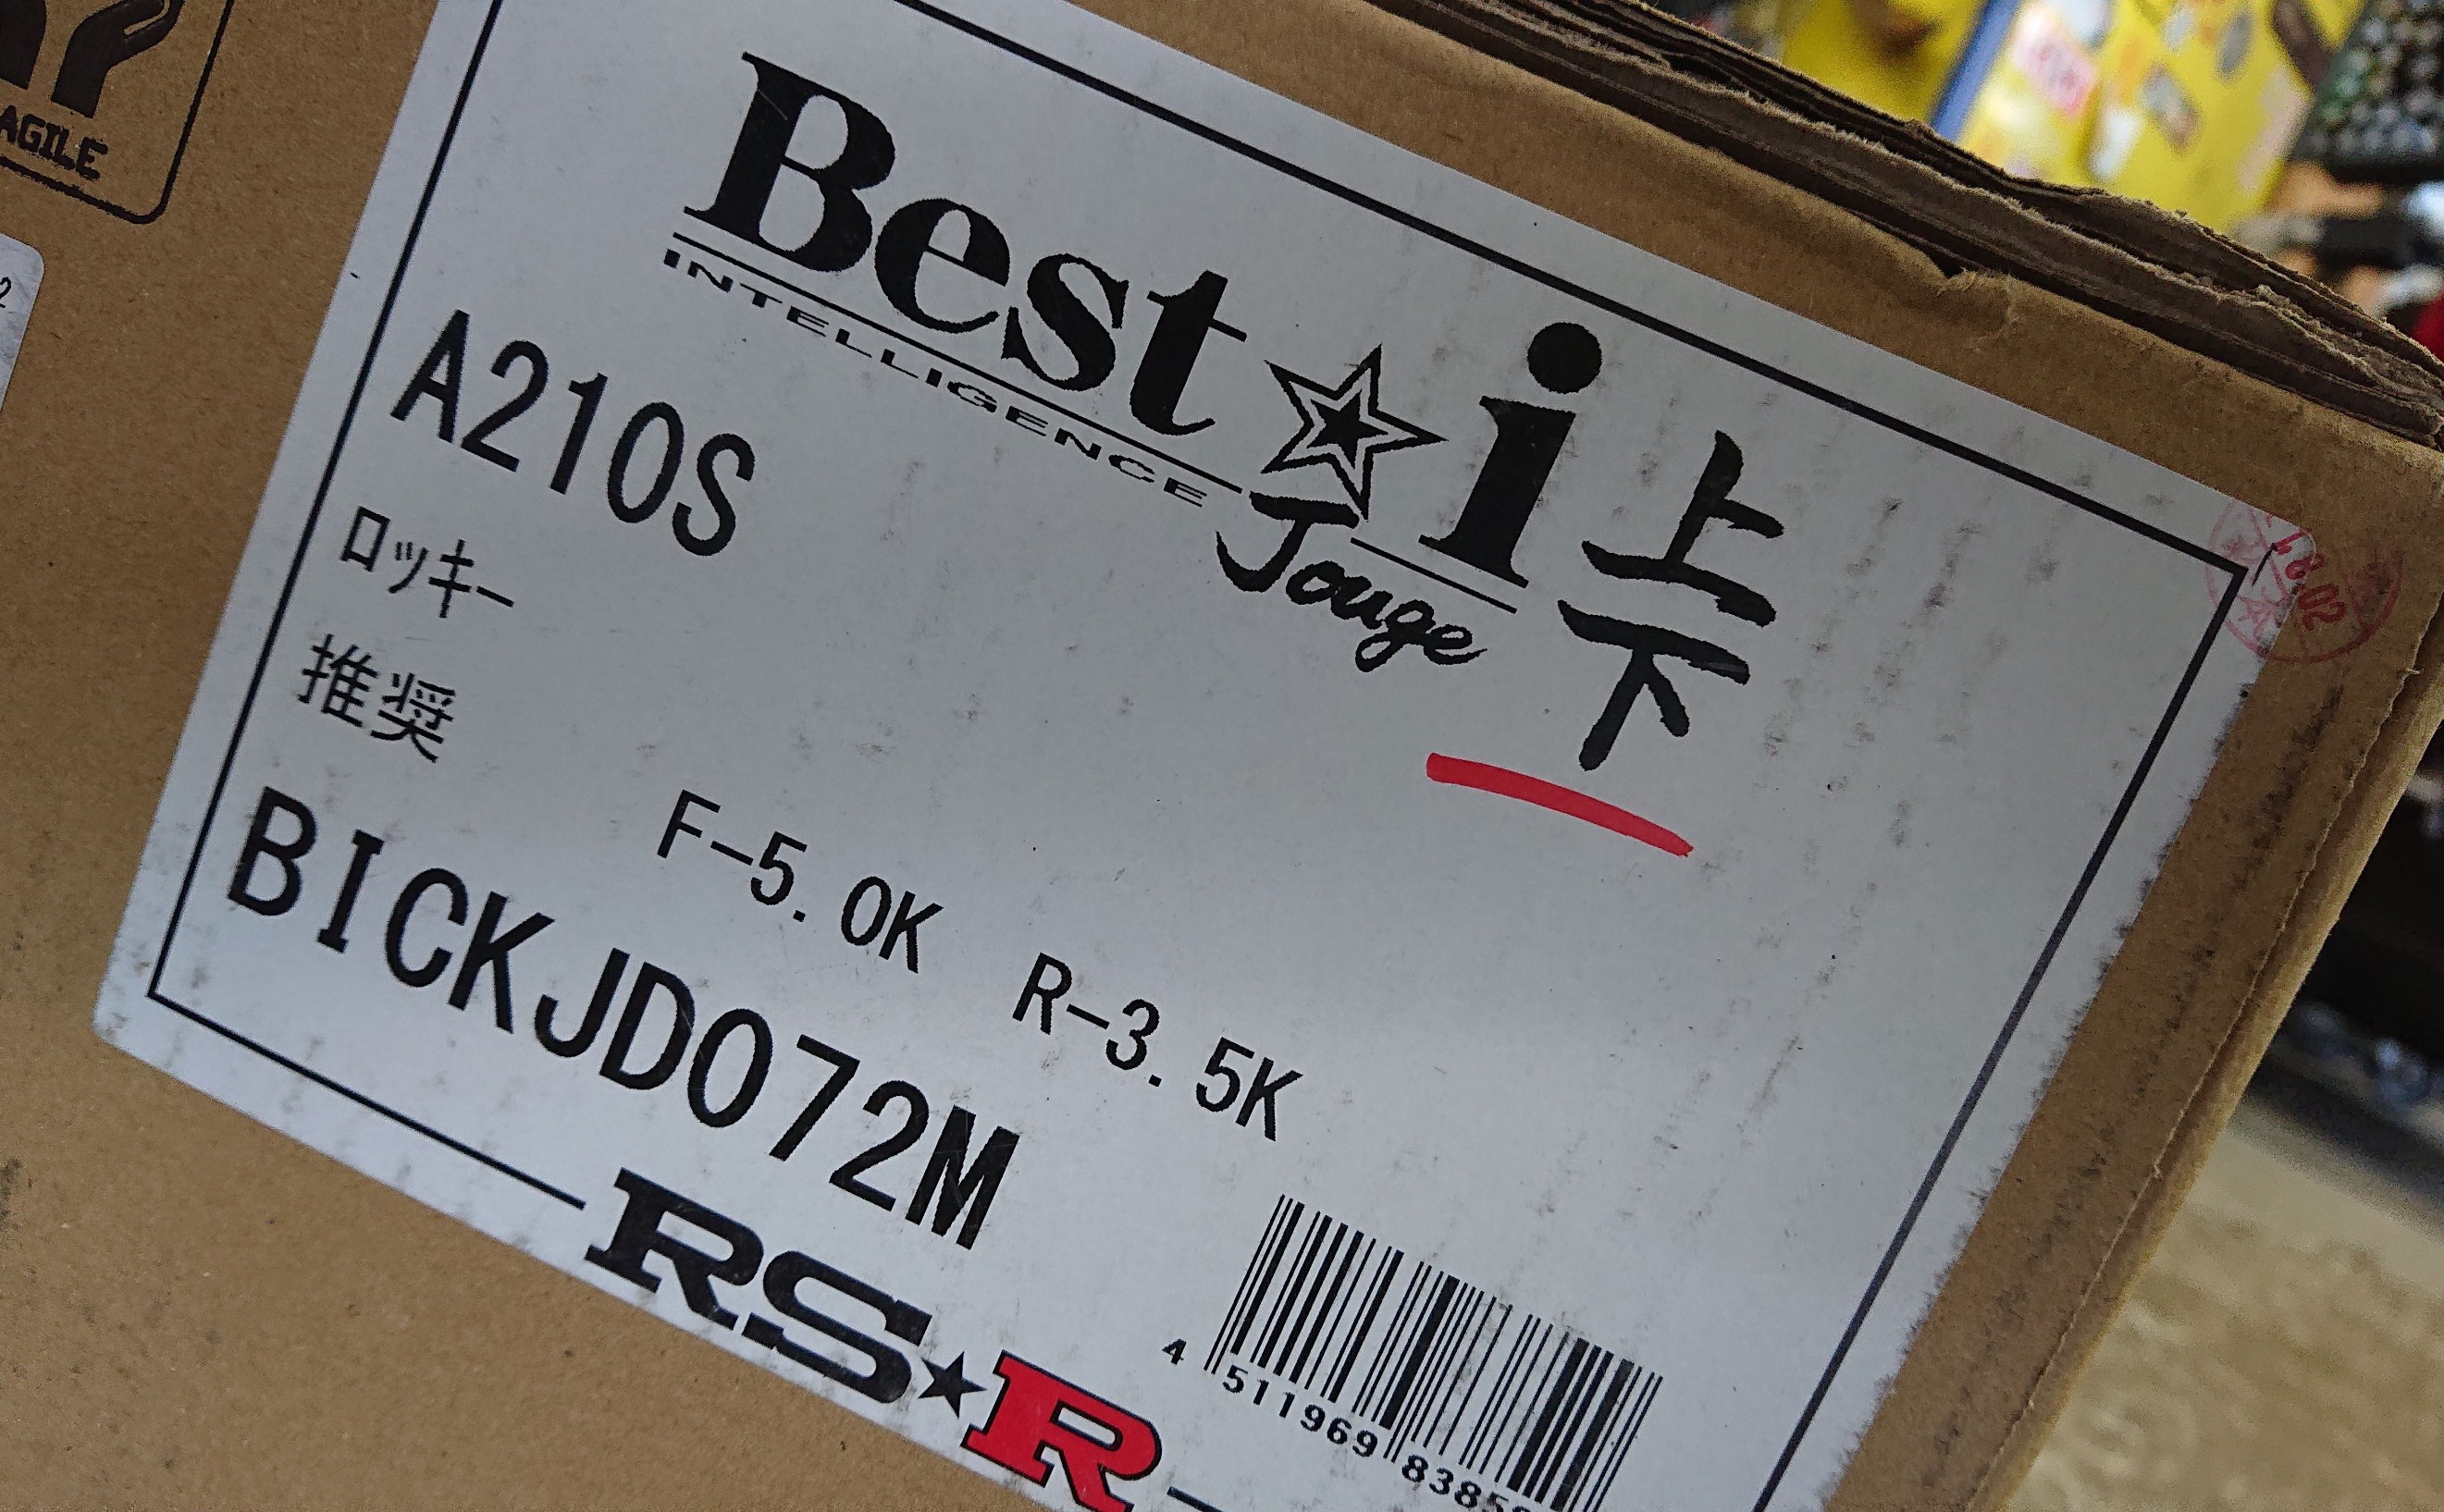 Best☆i上下
INTELLIGENCE
Jouge
A210S
ロッキー
推奨
F-5.0K R-3.5K
BICKJD072M
RS★R
4 511969 8385